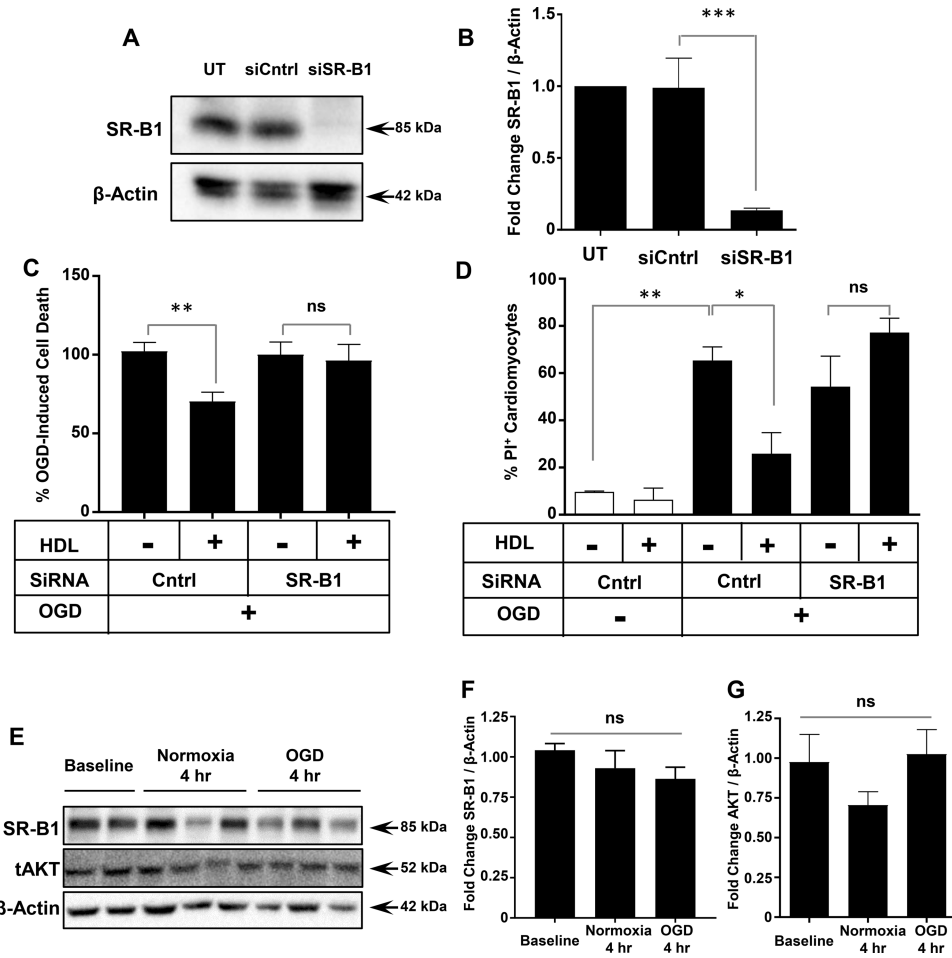 A
UT siCntrl siSR-B1
SR-B1
85 kDa
β-Actin
42 kDa
B
Fold Change SR-B1 / β-Actin
1.5
1.0
0.5
0
***
UT siCntrl siSR-B1
C
% OGD-Induced Cell Death
150
100
50
0
**
ns
HDL - + - +
SiRNA Cntrl SR-B1
OGD +
D
% PI⁺ Cardiomyocytes
100
80
60
40
20
0
** * ns
HDL - + - + - +
SiRNA Cntrl Cntrl SR-B1
OGD - +
E
Baseline Normoxia OGD
4 hr 4 hr
SR-B1
85 kDa
tAKT
52 kDa
β-Actin
42 kDa
F
Fold Change SR-B1 / β-Actin
1.25
1.00
0.75
0.50
0.25
0
ns
Baseline Normoxia OGD
4 hr 4 hr
G
Fold Change AKT / β-Actin
1.25
1.00
0.75
0.50
0.25
0
ns
Baseline Normoxia OGD
4 hr 4 hr